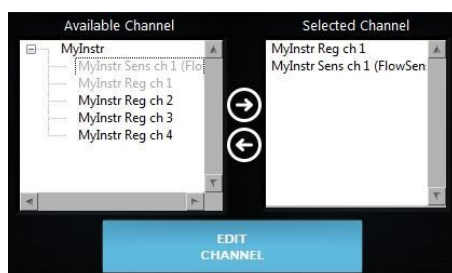 Available Channel
Selected Channel
MyInstr
MyInstr Sens ch 1 (Flo
MyInstr Reg ch 1
MyInstr Reg ch 2
MyInstr Reg ch 3
MyInstr Reg ch 4
MyInstr Reg ch 1
MyInstr Sens ch 1 (FlowSen
EDIT
CHANNEL